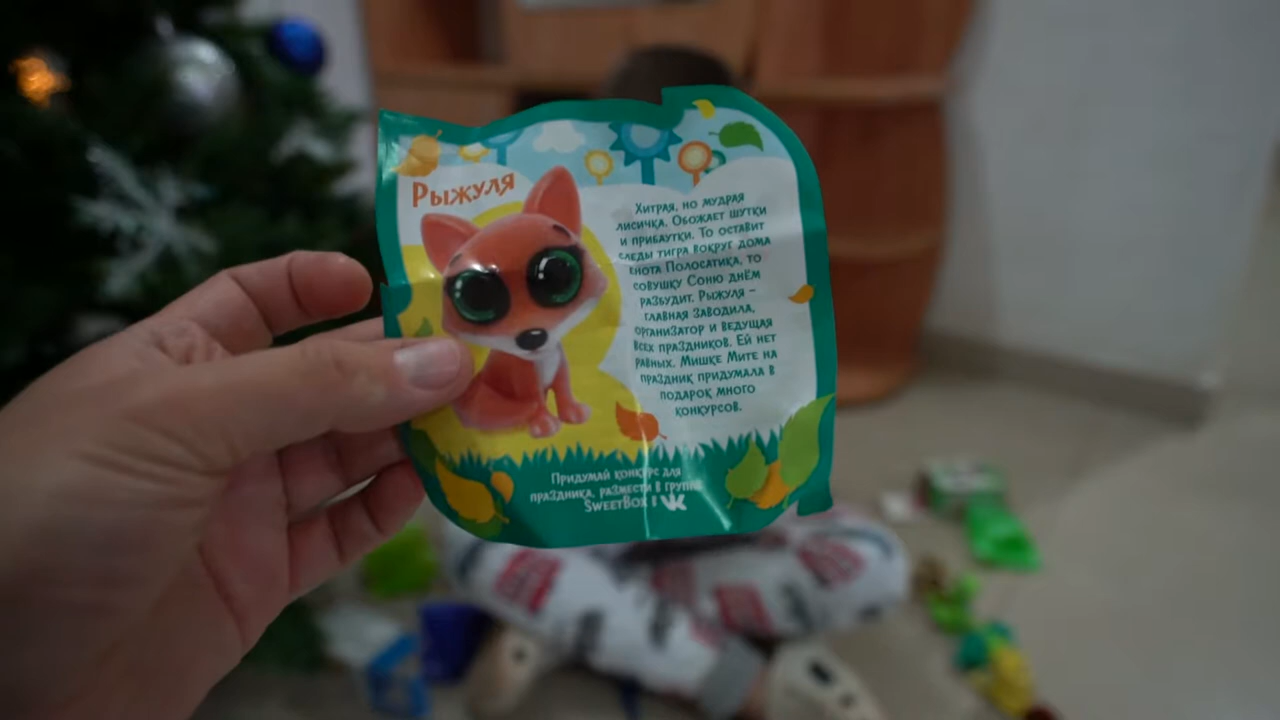 Рыжуля
Хитрая, но мудрая
лисичка. Обожает шутки
и прибаутки. То оставит
следы тигра вокруг дома
енота Полосатика, то
совушку Соню днём
разбудит. Рыжуля –
главная заводила,
организатор и ведущая
всех праздников. Ей нет
равных. Мишке Мите на
праздник придумала в
подарок много
конкурсов.
Придумай конкурс для
праздника, размести в группе
SweetBox в VK